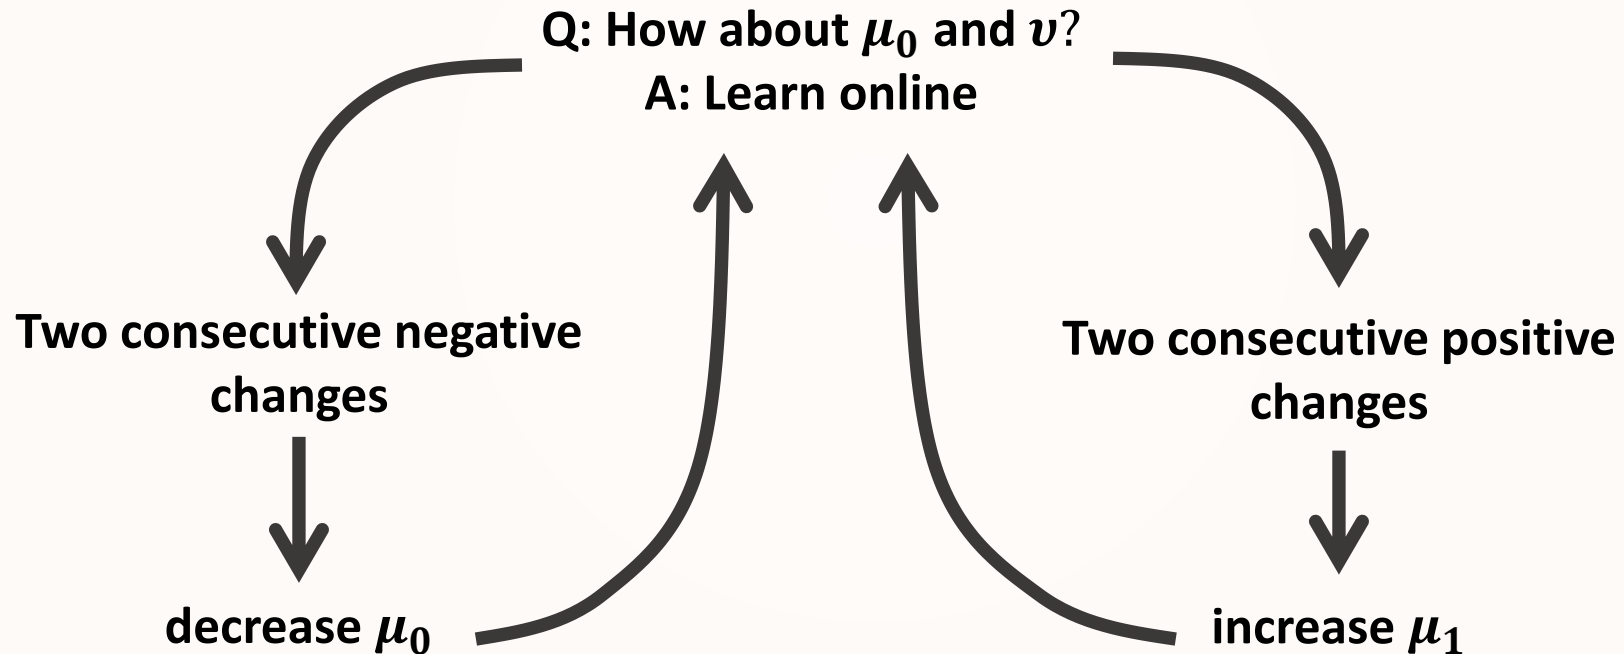 Q: How about μ₀ and υ?
A: Learn online
Two consecutive negative
changes
Two consecutive positive
changes
decrease μ₀
increase μ₁